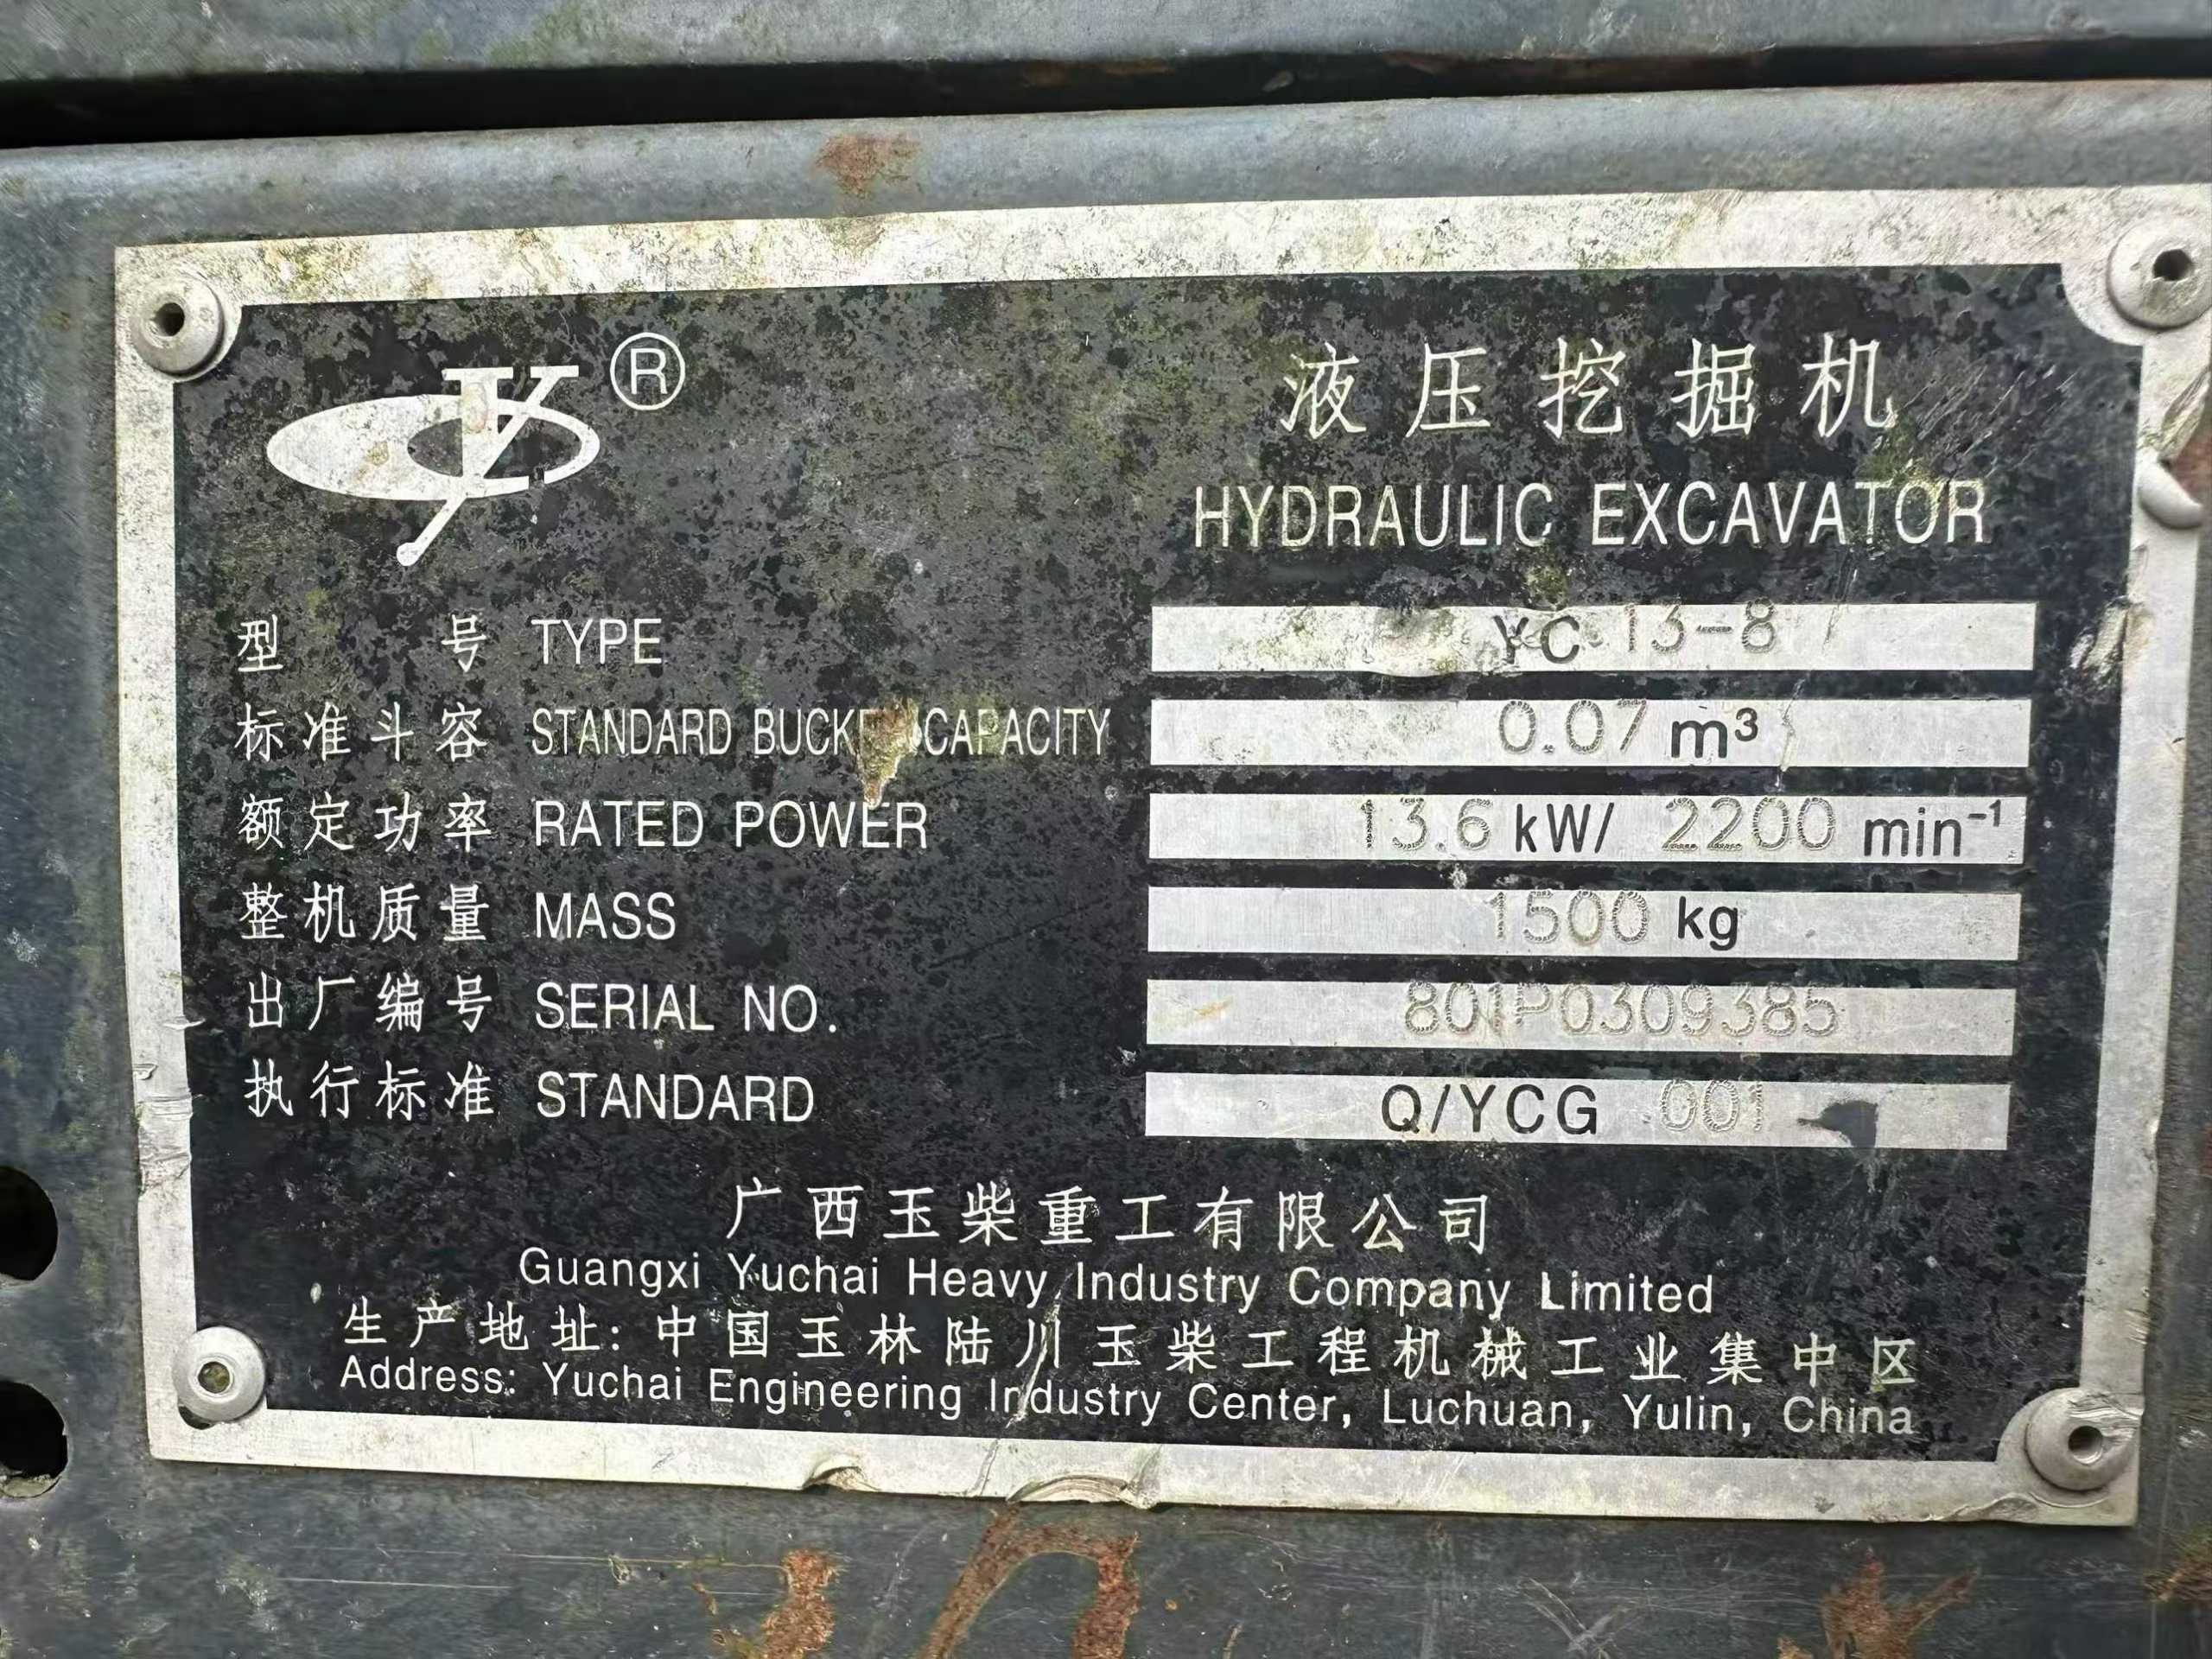 ®
液压挖掘机
HYDRAULIC EXCAVATOR
型号 TYPE YC 13-8
标准斗容 STANDARD CAPACITY 0.07 m³
额定功率 RATED POWER 13.6 kW/ 2200 min⁻¹
整机质量 MASS 1500 kg
出厂编号 SERIAL NO. 801P0309385
执行标准 STANDARD Q/YCG 001
广西玉柴重工有限公司
Guangxi Yuchai Heavy Industry Company Limited
生产地址: 中国玉林陆川玉柴工程机械工业集中区
Address: Yuchai Engineering Industry Center, Luchuan, Yulin, China